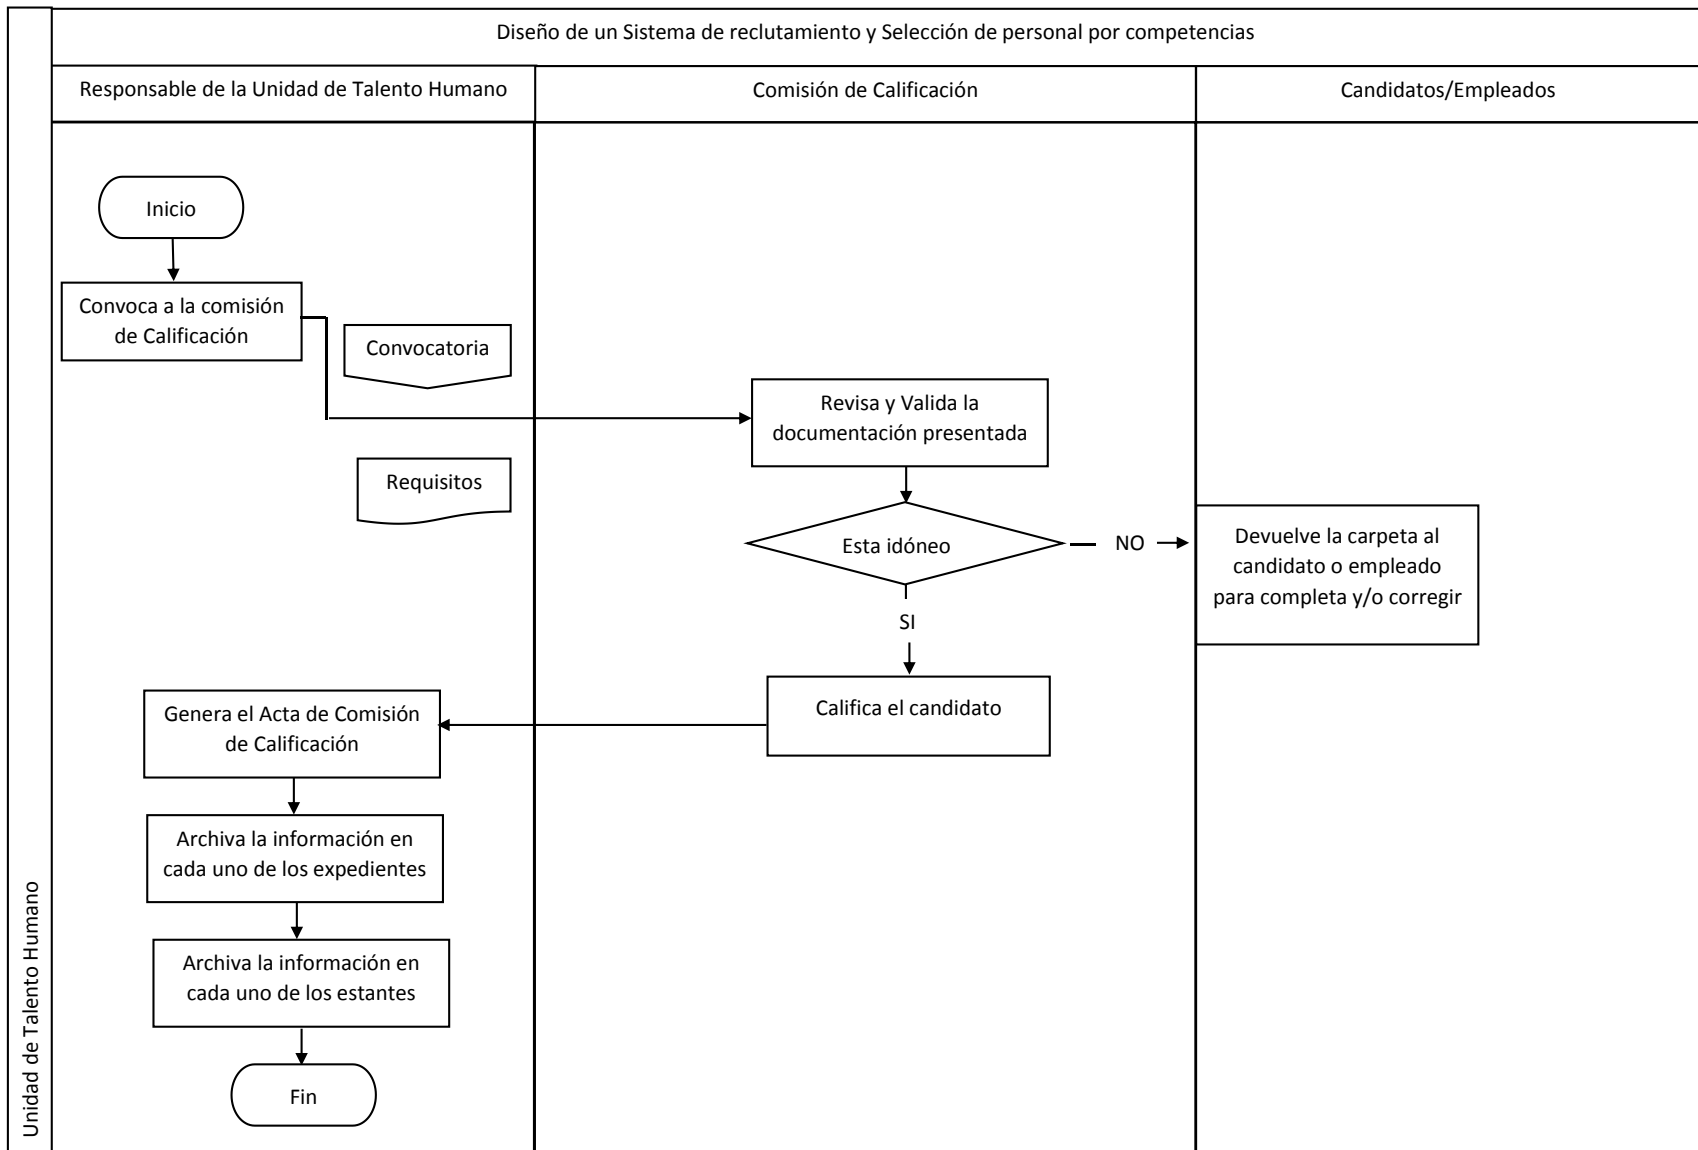 Diseño de un Sistema de reclutamiento y Selección de personal por competencias
Responsable de la Unidad de Talento Humano
Comisión de Calificación
Candidatos/Empleados
Inicio
Convoca a la comisión
de Calificación
Convocatoria
Requisitos
Revisa y Valida la
documentación presentada
Esta idóneo
NO
Devuelve la carpeta al
candidato o empleado
para completa y/o corregir
SI
Califica el candidato
Genera el Acta de Comisión
de Calificación
Archiva la información en
cada uno de los expedientes
Archiva la información en
cada uno de los estantes
Fin
Unidad de Talento Humano